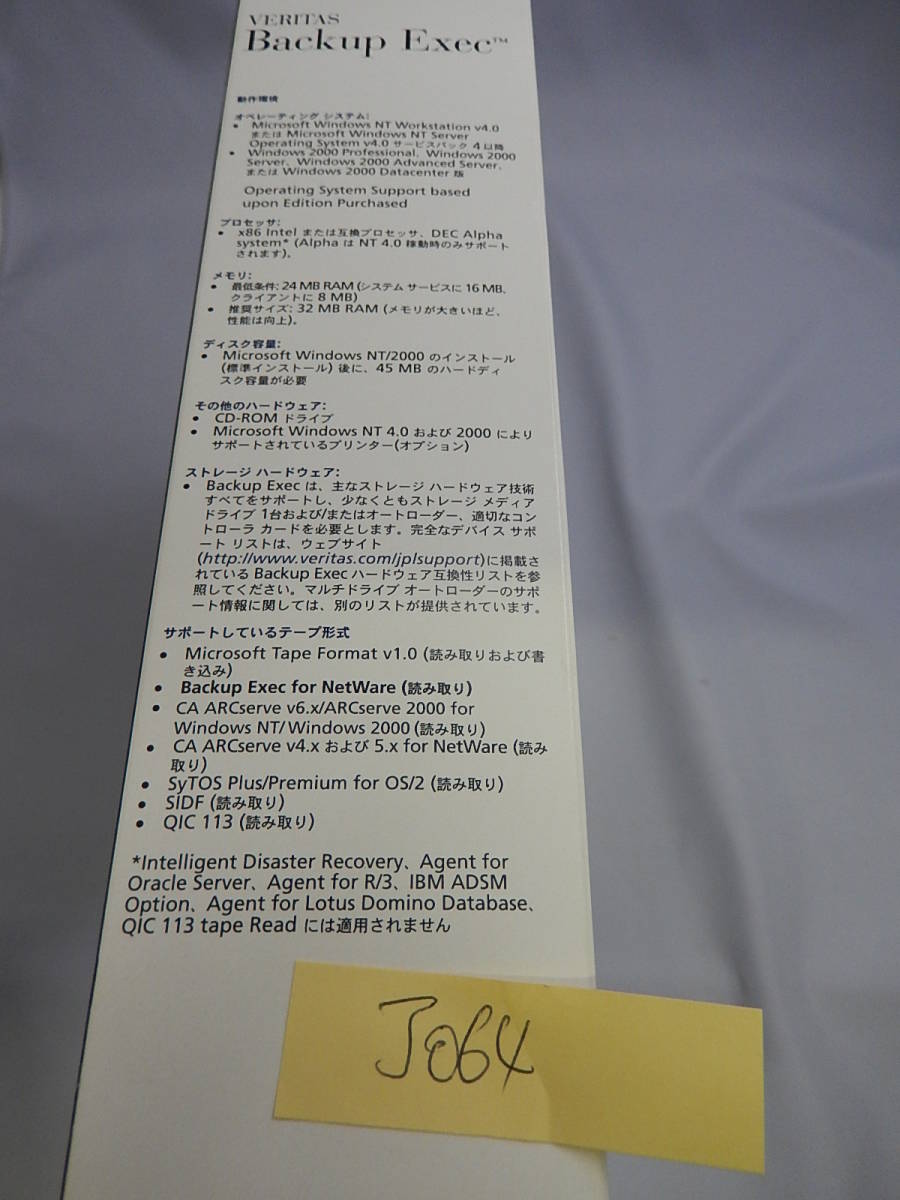 VERITAS
Backup Exec™
動作環境
オペレーティング システム:
• Microsoft Windows NT Workstation v4.0
または Microsoft Windows NT Server
Operating System v4.0 サービスパック 4 以降
• Windows 2000 Professional、Windows 2000
Server、Windows 2000 Advanced Server、
または Windows 2000 Datacenter 版
Operating System Support based
upon Edition Purchased
プロセッサ:
• x86 Intel または互換プロセッサ、DEC Alpha
system* (Alpha は NT 4.0 稼動時のみサポート
されます)。
メモリ:
• 最低条件: 24 MB RAM (システム サービスに 16 MB、
クライアントに 8 MB)
• 推奨サイズ: 32 MB RAM (メモリが大きいほど、
性能は向上)。
ディスク容量:
• Microsoft Windows NT/2000 のインストール
(標準インストール) 後に、45 MB のハードディ
スク容量が必要
その他のハードウェア:
• CD-ROM ドライブ
• Microsoft Windows NT 4.0 および 2000 により
サポートされているプリンター(オプション)
ストレージ ハードウェア:
• Backup Exec は、主なストレージ ハードウェア技術
すべてをサポートし、少なくともストレージ メディア
ドライブ 1台および/またはオートローダー、適切なコン
トローラ カードを必要とします。完全なデバイス サポ
ート リストは、ウェブサイト
(http://www.veritas.com/jplsupport)に掲載さ
れている Backup Exec ハードウェア互換性リストを参
照してください。マルチドライブ オートローダーのサポ
ート情報に関しては、別のリストが提供されています。
サポートしているテープ形式
• Microsoft Tape Format v1.0 (読み取りおよび書
き込み)
• Backup Exec for NetWare (読み取り)
• CA ARCserve v6.x/ARCserve 2000 for
Windows NT/ Windows 2000 (読み取り)
• CA ARCserve v4.x および 5.x for NetWare (読み
取り)
• SyTOS Plus/Premium for OS/2 (読み取り)
• SIDF (読み取り)
• QIC 113 (読み取り)
*Intelligent Disaster Recovery、Agent for
Oracle Server、Agent for R/3、IBM ADSM
Option、Agent for Lotus Domino Database、
QIC 113 tape Read には適用されません
J064